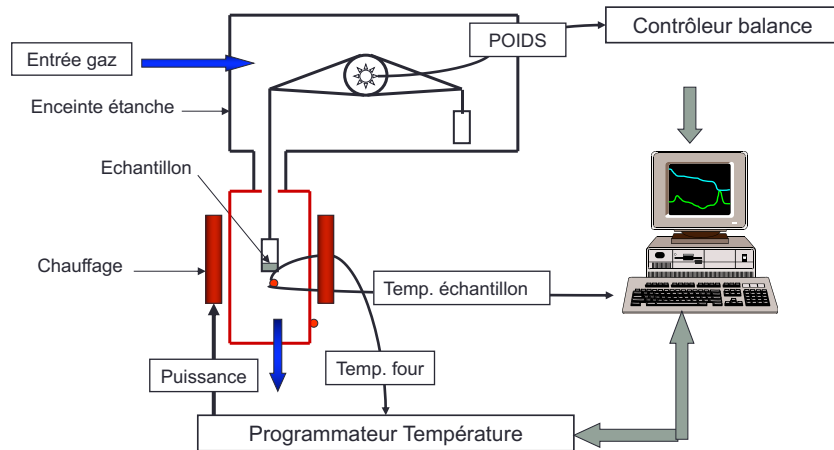 POIDS
Contrôleur balance
Entrée gaz
Enceinte étanche
Echantillon
Chauffage
Temp. échantillon
Puissance
Temp. four
Programmateur Température